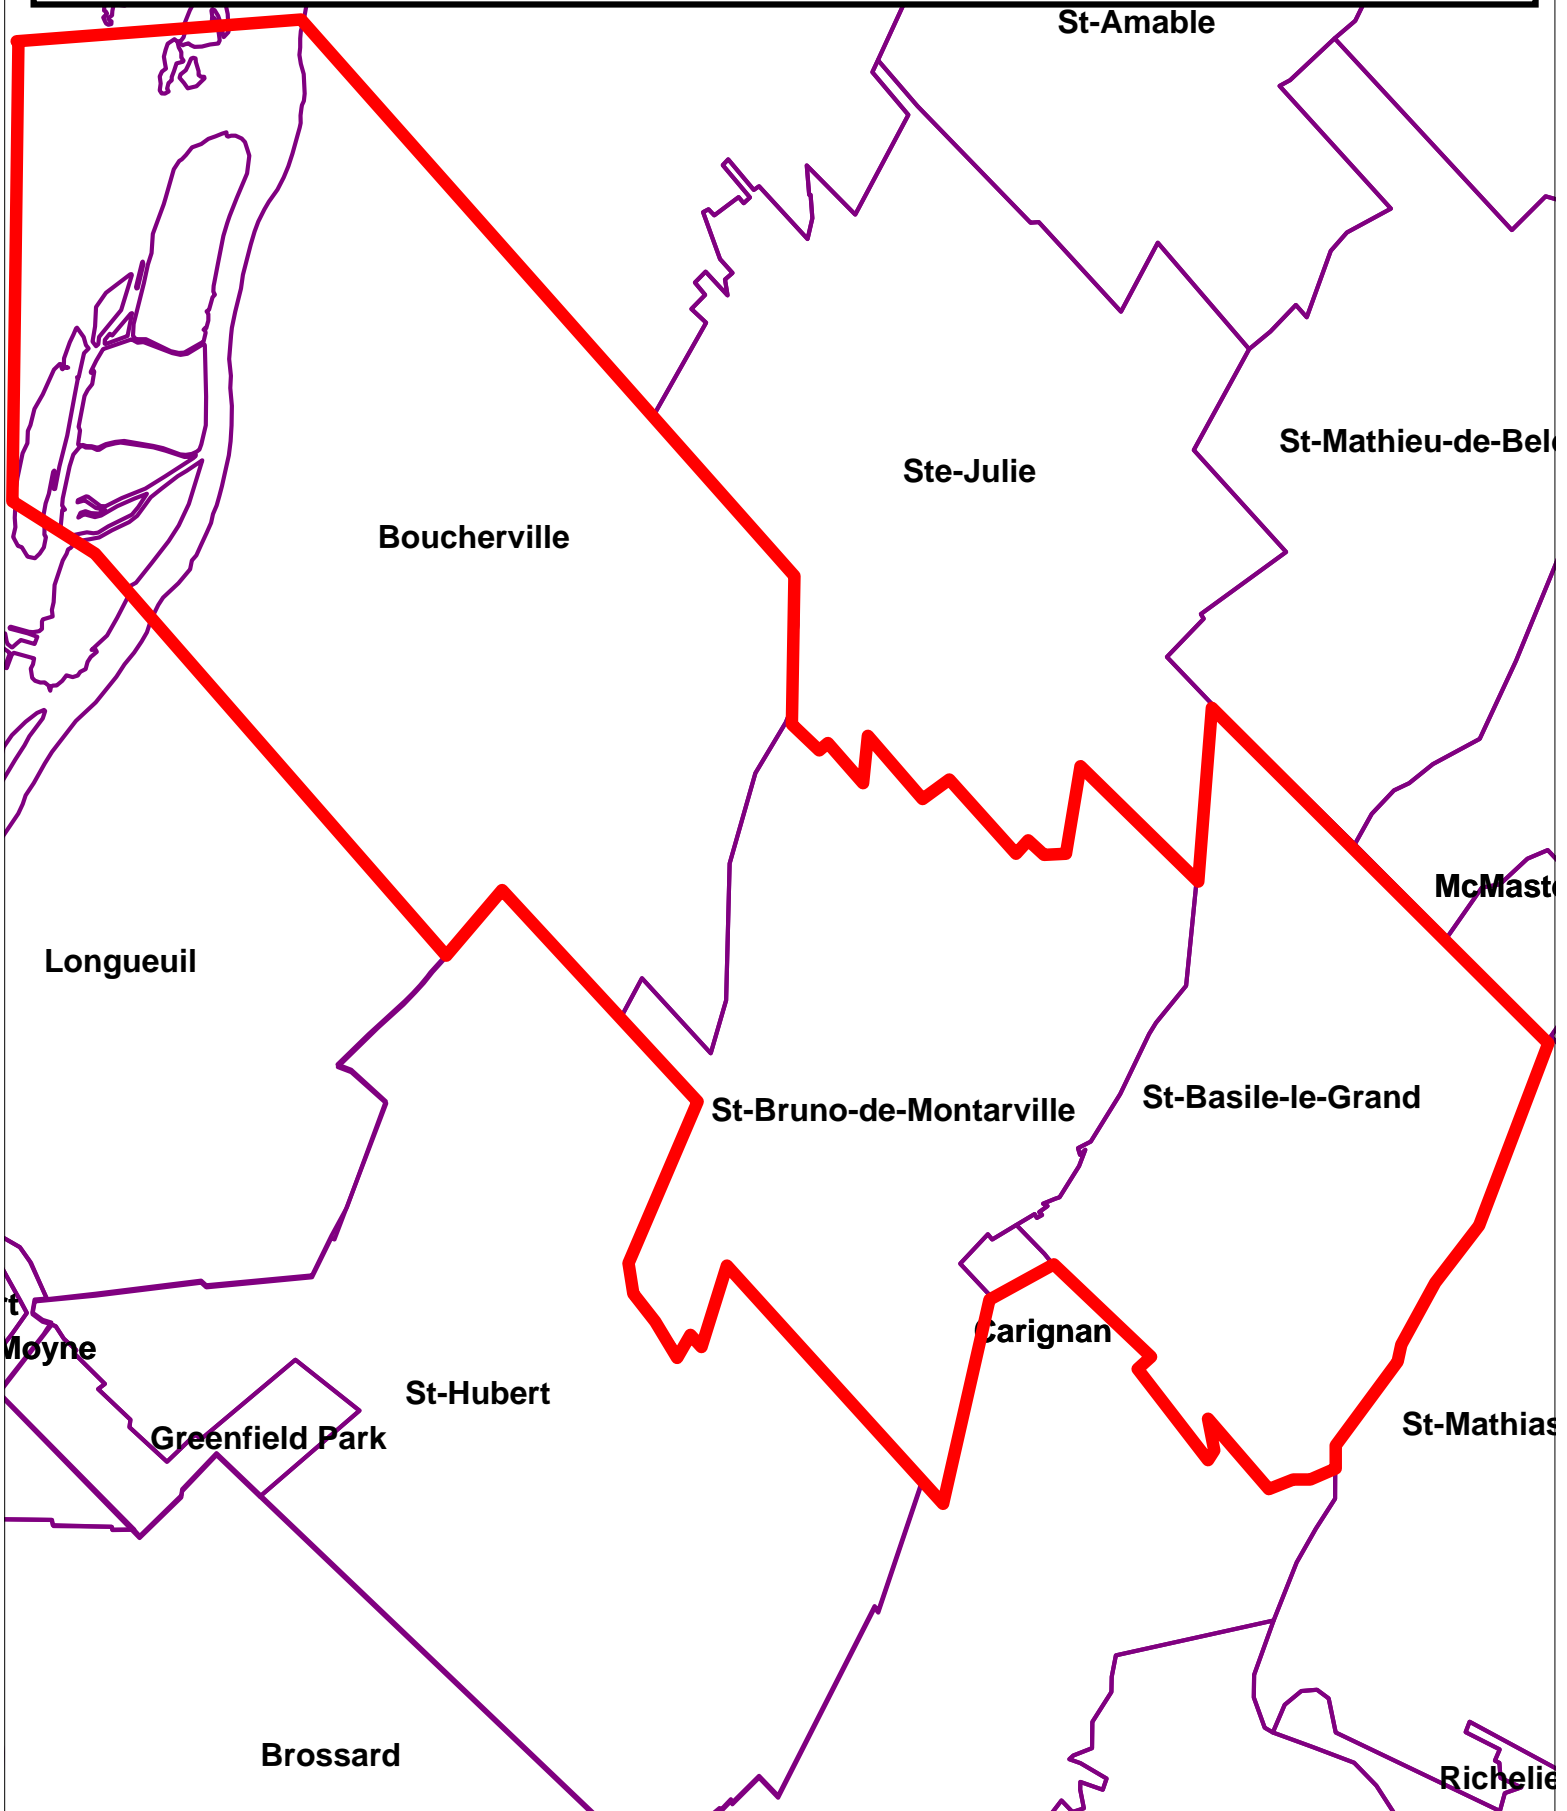 St-Amable
St-Mathieu-de-Bel
Ste-Julie
Boucherville
McMast
Longueuil
St-Basile-le-Grand
St-Bruno-de-Montarville
Carignan
Moyne
St-Hubert
St-Mathias
Greenfield Park
Brossard
Richelie